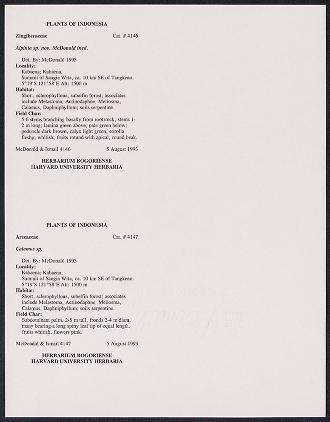 PLANTS OF INDONESIA
Zingiberaceae Cat. # 4146
Alpinia sp. nov. McDonald ined.
Det. By: McDonald 1993
Locality:
Kabaena; Kabaena,
Summit of Sangia Wita, ca. 10 km SE of Tangkeno.
5°19'S 121°58'E Alt: 1500 m
Habitat:
Short, sclerophyllous, subelfin forest; associates
include Melastoma, Actinodaphne, Meliosma,
Calamus, Daphniphyllum; soils serpentine.
Field Char:
5-6 stems branching basally from rootstock, stems 1-
2 m long; lamina green above, pale green below;
peduncle dark brown, calyx light green, corolla
fleshy, whitish; fruits round with apical, round beak.
McDonald & Ismail 4146 5 August 1993
HERBARIUM BOGORIENSE
HARVARD UNIVERSITY HERBARIA
PLANTS OF INDONESIA
Arecaceae Cat. # 4147
Calamus sp.
Det. By: McDonald 1993
Locality:
Kabaena; Kabaena,
Summit of Sangia Wita, ca. 10 km SE of Tangkeno.
5°19'S 121°58'E Alt: 1500 m
Habitat:
Short, sclerophyllous, subelfin forest; associates
include Melastoma, Actinodaphne, Meliosma,
Calamus, Daphniphyllum; soils serpentine.
Field Char:
Subdominant palm, 2-5 m tall, fronds 2-4 m diam.
many bearing a long spiny leaf tip of equal length,
fruits whitish, flowers pink.
McDonald & Ismail 4147 5 August 1993
HERBARIUM BOGORIENSE
HARVARD UNIVERSITY HERBARIA